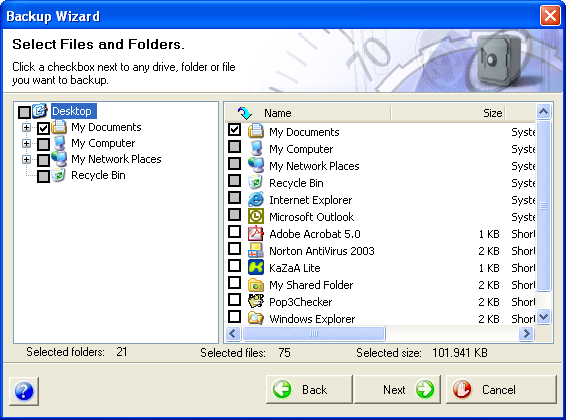 Backup Wizard
Select Files and Folders.
Click a checkbox next to any drive, folder or file
you want to backup.
70
Desktop
My Documents
My Computer
My Network Places
Recycle Bin
Name Size
My Documents Syste
My Computer Syste
My Network Places Syste
Recycle Bin Syste
Internet Explorer Syste
Microsoft Outlook Syste
Adobe Acrobat 5.0 1 KB Short
Norton AntiVirus 2003 2 KB Short
KaZaA Lite 1 KB Short
My Shared Folder 2 KB Short
Pop3Checker 2 KB Short
Windows Explorer 2 KB Short
Selected folders: 21 Selected files: 75 Selected size: 101.941 KB
? Back Next Cancel